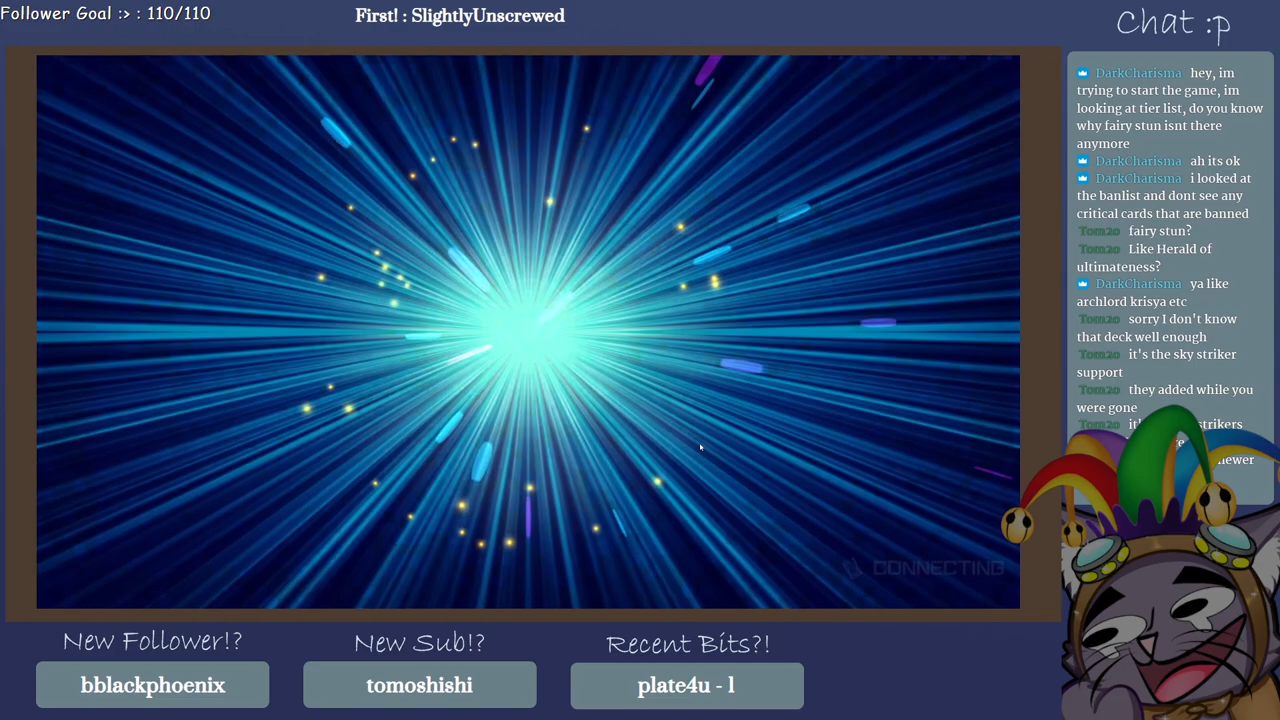 Follower Goal :> : 110/110
First! : SlightlyUnscrewed
Chat :p
DarkCharisma hey, im
trying to start the game, im
looking at tier list, do you know
why fairy stun isnt there
anymore
DarkCharisma ah its ok
DarkCharisma i looked at
the banlist and dont see any
critical cards that are banned
Tom20 fairy stun?
Tom20 Like Herald of
ultimateness?
DarkCharisma ya like
archlord krisya etc
Tom20 sorry I don't know
that deck well enough
Tom20 it's the sky striker
support
Tom20 they added while you
were gone
Tom20 strikers
CONNECTING
New Follower!?
bblackphoenix
New Sub!?
tomoshishi
Recent Bits?!
plate4u - 1